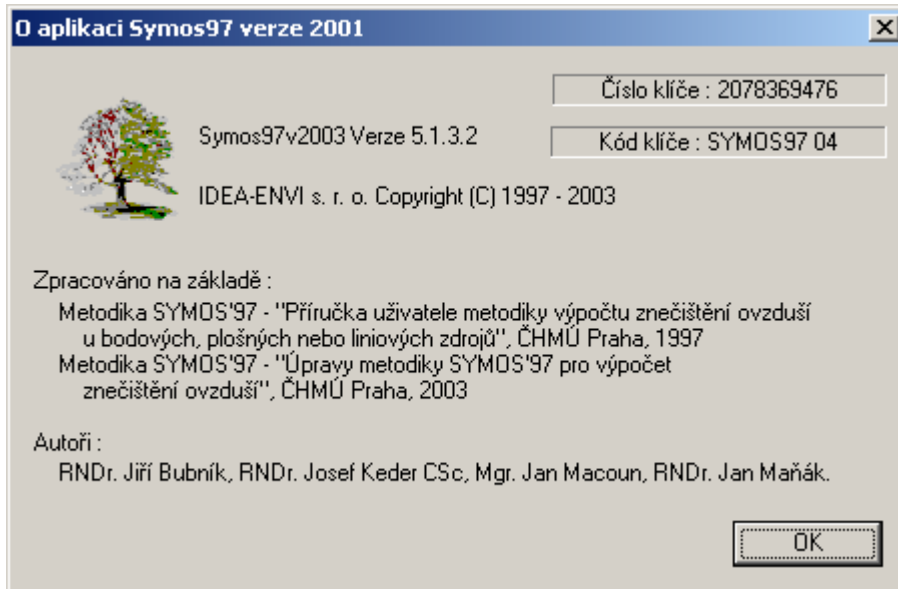 O aplikaci Symos97 verze 2001
Číslo klíče : 2078369476
Symos97v2003 Verze 5.1.3.2
Kód klíče : SYMOS97 04
IDEA-ENVI s. r. o. Copyright (C) 1997 - 2003
Zpracováno na základě :
Metodika SYMOS'97 - "Příručka uživatele metodiky výpočtu znečištění ovzduší
u bodových, plošných nebo liniových zdrojů", ČHMÚ Praha, 1997
Metodika SYMOS'97 - "Úpravy metodiky SYMOS'97 pro výpočet
znečištění ovzduší", ČHMÚ Praha, 2003
Autoři :
RNDr. Jiří Bubník, RNDr. Josef Keder CSc, Mgr. Jan Macoun, RNDr. Jan Maňák.
OK